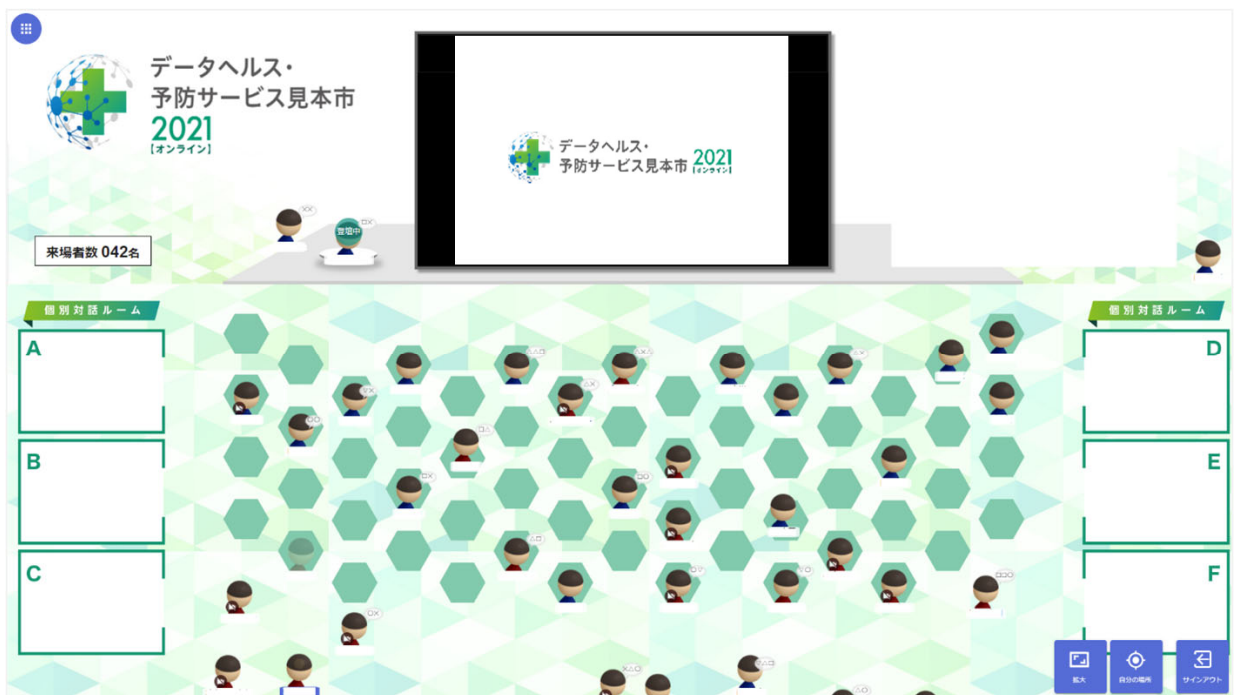 データヘルス・
予防サービス見本市
2021
[オンライン]
データヘルス・
予防サービス見本市 2021
[オンライン]
登壇中
来場者数 042名
個別対話ルーム
A
B
C
個別対話ルーム
D
E
F
拡大
自分の場所
サインアウト